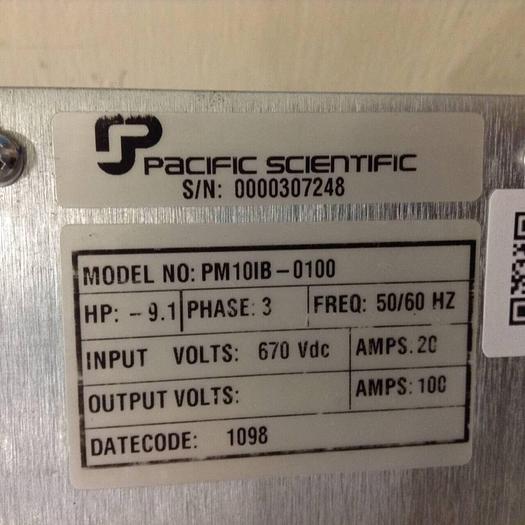 PACIFIC SCIENTIFIC
S/N: 0000307248
MODEL NO: PM10IB-0100
HP: -9.1 PHASE: 3 FREQ: 50/60 HZ
INPUT VOLTS: 670 Vdc AMPS. 20
OUTPUT VOLTS: AMPS: 100
DATECODE: 1098